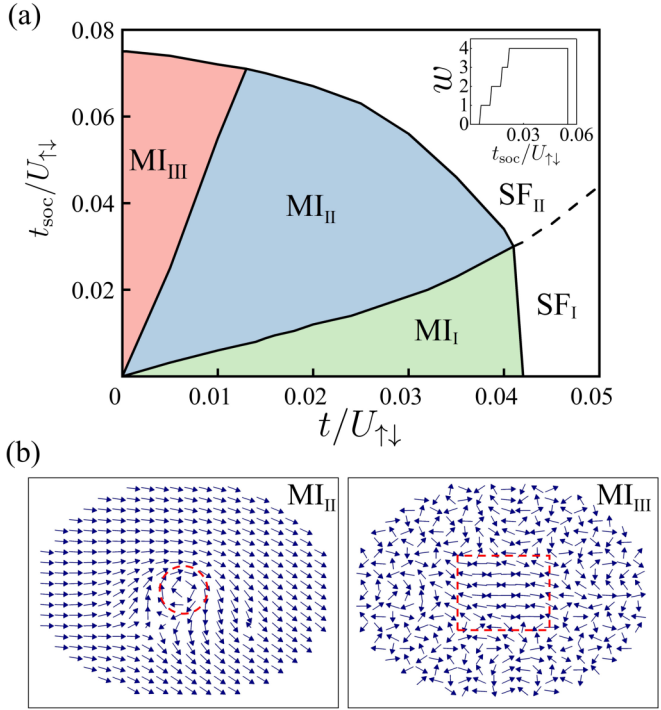 (a)
0.08
0.06
0.04
0.02
t_soc/U_↑↓
MI_III
MI_II
MI_I
SF_II
SF_I
w
4
3
2
1
0
0.03 0.06
t_soc/U_↑↓
0 0.01 0.02 0.03 0.04 0.05
t/U_↑↓
(b)
MI_II
MI_III